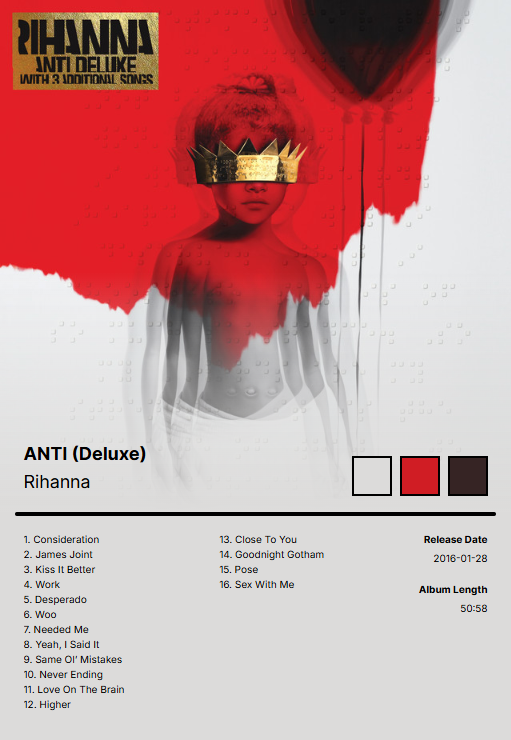 RIHANNA
ANTI DELUXE
WITH 3 ADDITIONAL SONGS
ANTI (Deluxe)
Rihanna
1. Consideration
2. James Joint
3. Kiss It Better
4. Work
5. Desperado
6. Woo
7. Needed Me
8. Yeah, I Said It
9. Same Ol' Mistakes
10. Never Ending
11. Love On The Brain
12. Higher
13. Close To You
14. Goodnight Gotham
15. Pose
16. Sex With Me
Release Date
2016-01-28
Album Length
50:58